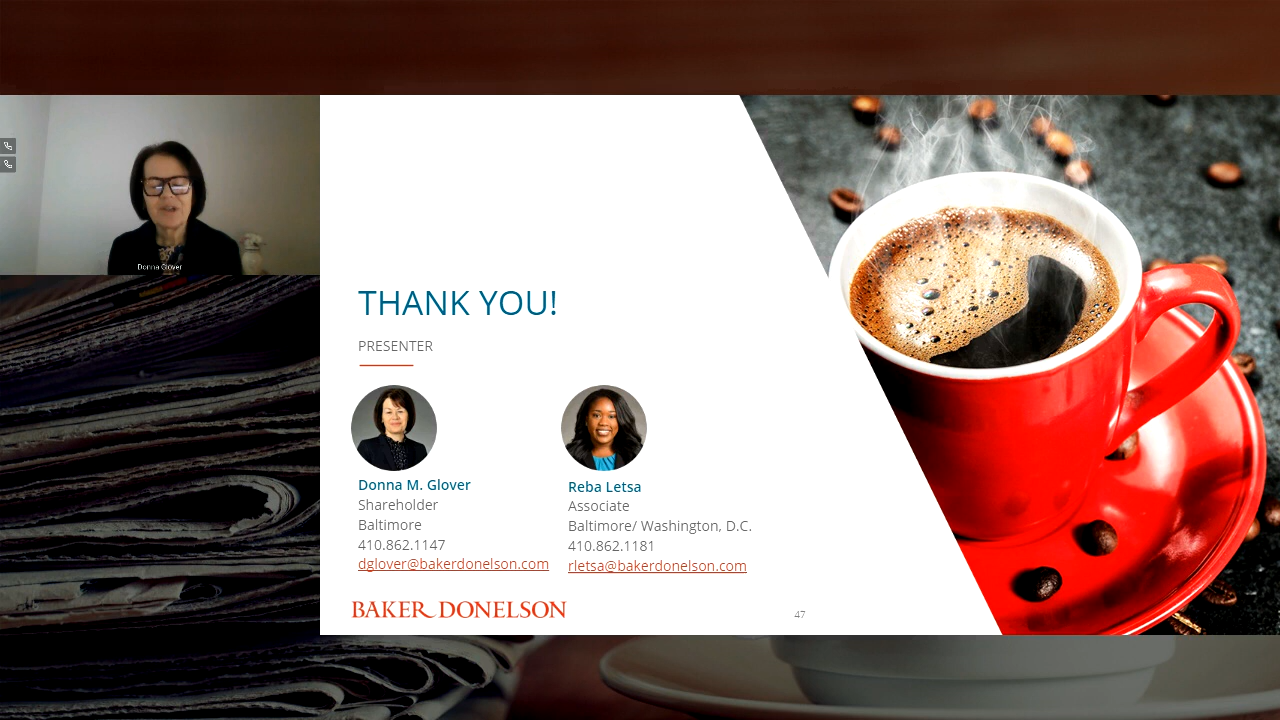 Donna Glover
THANK YOU!
PRESENTER
Donna M. Glover
Shareholder
Baltimore
410.862.1147
dglover@bakerdonelson.com
Reba Letsa
Associate
Baltimore/ Washington, D.C.
410.862.1181
rletsa@bakerdonelson.com
BAKER DONELSON
47